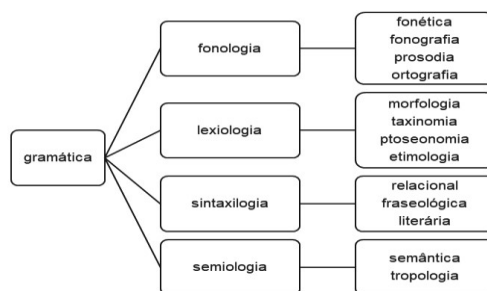 gramática
fonologia
fonética
fonografia
prosodia
ortografia
lexiologia
morfologia
taxinomia
ptoseonomia
etimologia
sintaxilogia
relacional
fraseológica
literária
semiologia
semântica
tropologia